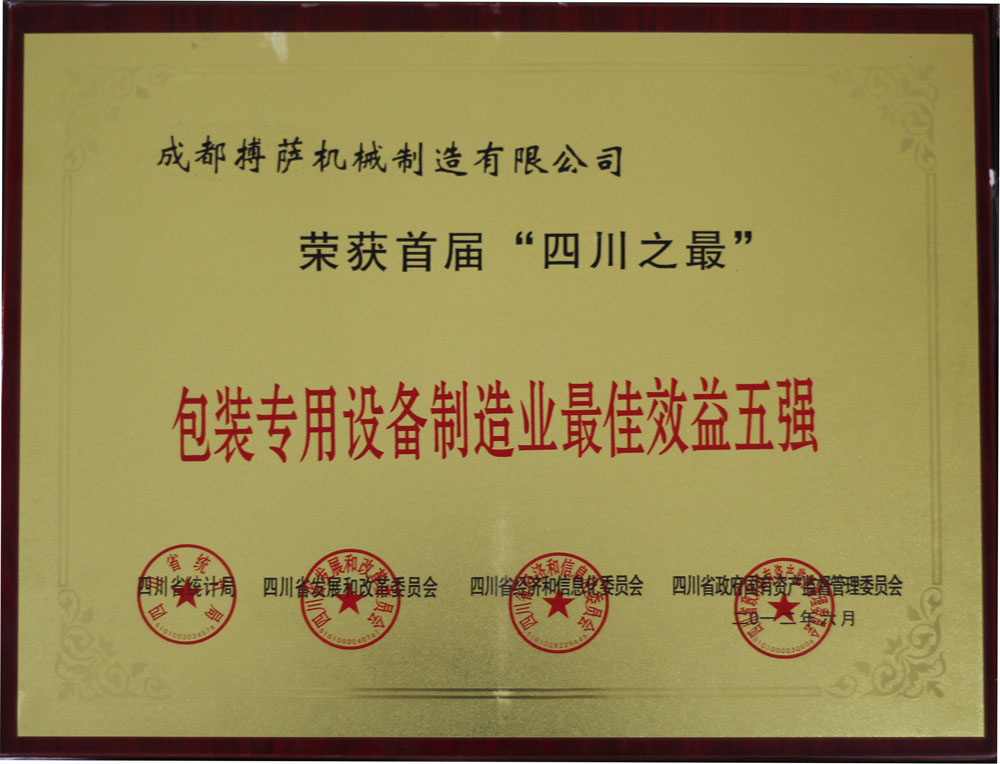 成都搏萨机械制造有限公司
荣获首届“四川之最”
包装专用设备制造业最佳效益五强
四川省统计局 四川省发展和改革委员会 四川省经济和信息化委员会 四川省政府国有资产监督管理委员会
二0一二年六月